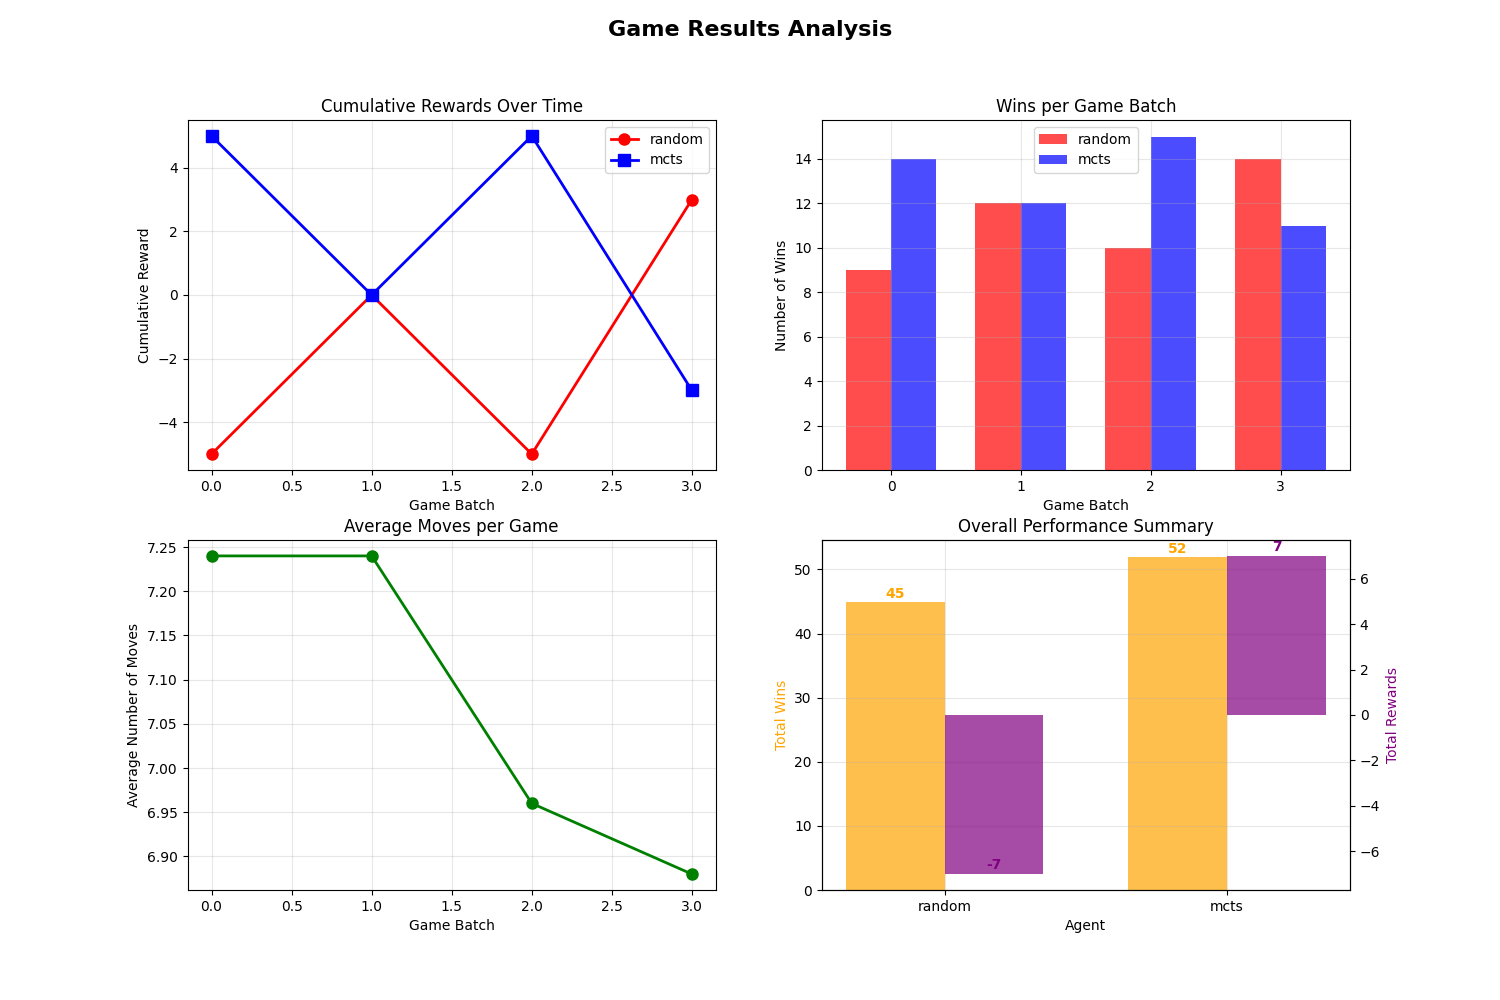 Game Results Analysis
Cumulative Rewards Over Time
random
mcts
4
2
0
−2
−4
Cumulative Reward
0.0 0.5 1.0 1.5 2.0 2.5 3.0
Game Batch
Wins per Game Batch
random
mcts
14
12
10
8
6
4
2
0
Number of Wins
0 1 2 3
Game Batch
Average Moves per Game
7.25
7.20
7.15
7.10
7.05
7.00
6.95
6.90
Average Number of Moves
0.0 0.5 1.0 1.5 2.0 2.5 3.0
Game Batch
Overall Performance Summary
50
40
30
20
10
0
Total Wins
45
-7
52
7
6
4
2
0
−2
−4
−6
Total Rewards
random mcts
Agent